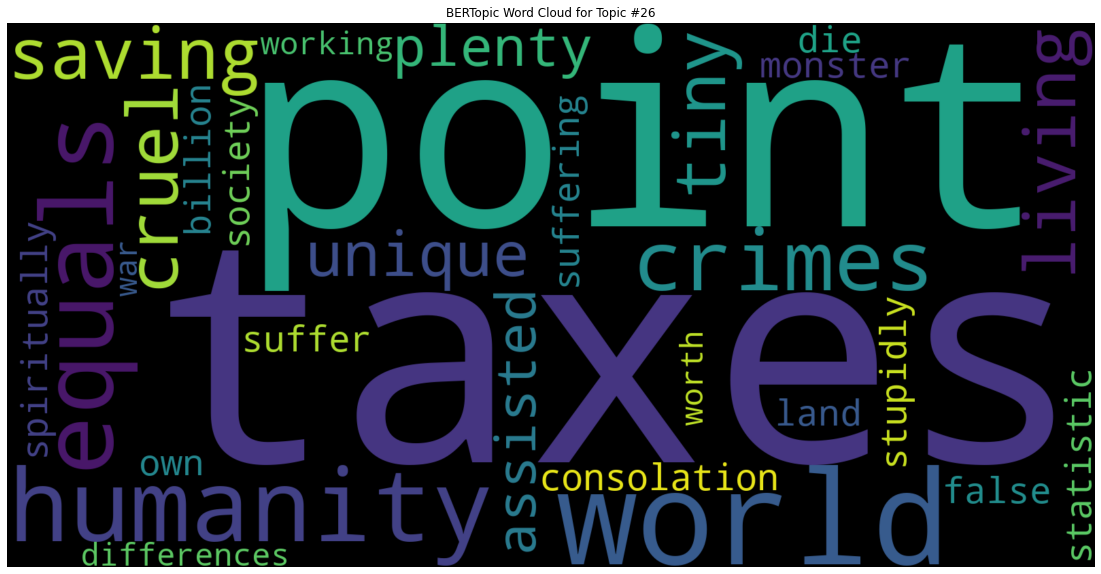 BERTopic Word Cloud for Topic #26
saving
working
plenty
tiny
die
monster
living
point
cruel
billion
society
suffering
equals
war
unique
crimes
spiritually
taxes
suffer
assisted
worth
land
stupidly
statistic
own
humanity
consolation
world
false
differences